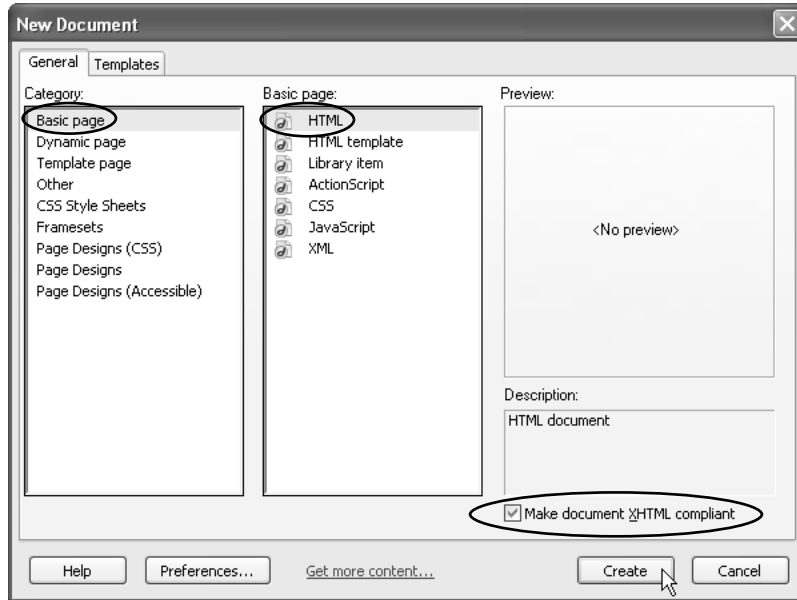 New Document
General
Templates
Category:
Basic page
Dynamic page
Template page
Other
CSS Style Sheets
Framesets
Page Designs (CSS)
Page Designs
Page Designs (Accessible)
Basic page:
HTML
HTML template
Library item
ActionScript
CSS
JavaScript
XML
Preview:
<No preview>
Description:
HTML document
Make document XHTML compliant
Help
Preferences...
Get more content...
Create
Cancel